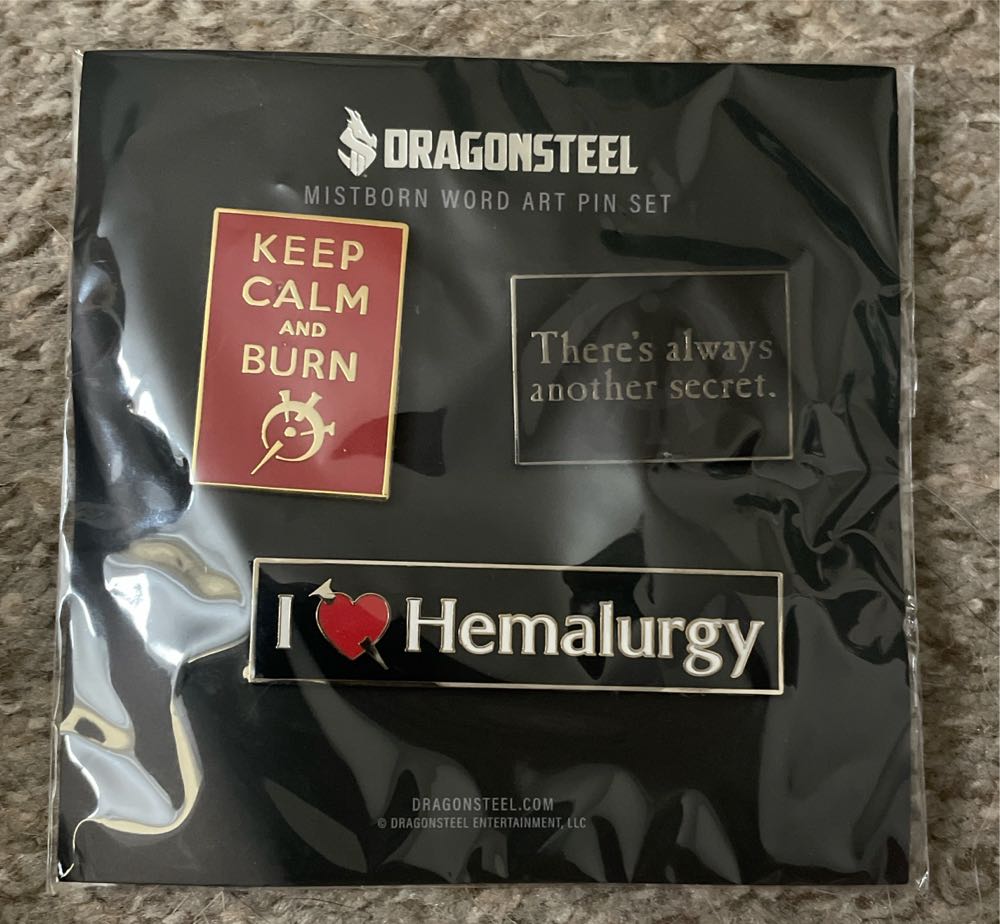 DRAGONSTEEL
MISTBORN WORD ART PIN SET
KEEP
CALM
AND
BURN
There's always
another secret.
I Hemalurgy
DRAGONSTEEL.COM
© DRAGONSTEEL ENTERTAINMENT, LLC